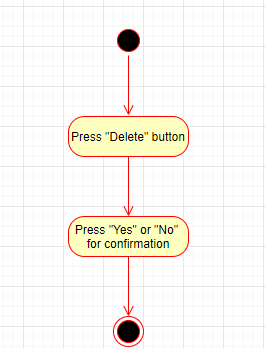 Press "Delete" button
Press "Yes" or "No"
for confirmation